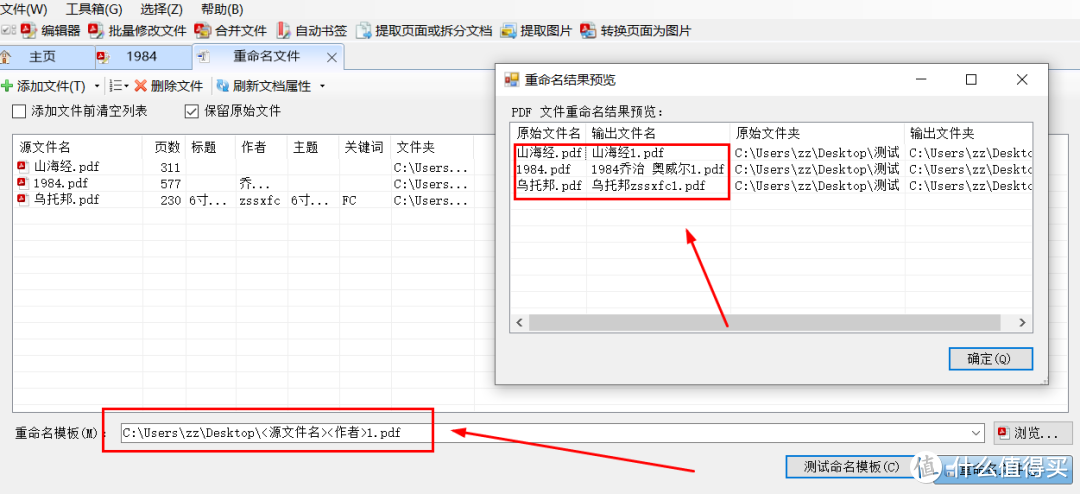 文件(W) 工具箱(G) 选择(Z) 帮助(B)
编辑器 批量修改文件 合并文件 自动书签 提取页面或拆分文档 提取图片 转换页面为图片
主页 1984 重命名文件
添加文件(T) 删除文件 刷新文档属性
添加文件前清空列表 保留原始文件
源文件名 页数 标题 作者 主题 关键词 文件夹
山海经.pdf 311 C:\Users...
1984.pdf 577 乔... C:\Users...
乌托邦.pdf 230 6寸... zssxfc 6寸... FC C:\Users...
重命名结果预览
PDF 文件重命名结果预览:
原始文件名 输出文件名 原始文件夹 输出文件夹
山海经.pdf 山海经1.pdf C:\Users\zz\Desktop\测试 C:\Users\zz\Deskto
1984.pdf 1984乔治 奥威尔1.pdf C:\Users\zz\Desktop\测试 C:\Users\zz\Deskto
乌托邦.pdf 乌托邦zssxfc1.pdf C:\Users\zz\Desktop\测试 C:\Users\zz\Deskto
确定(Q)
重命名模板(M): C:\Users\zz\Desktop\<源文件名><作者>1.pdf 浏览...
测试命名模板(C) 重命名
值 什么值得买